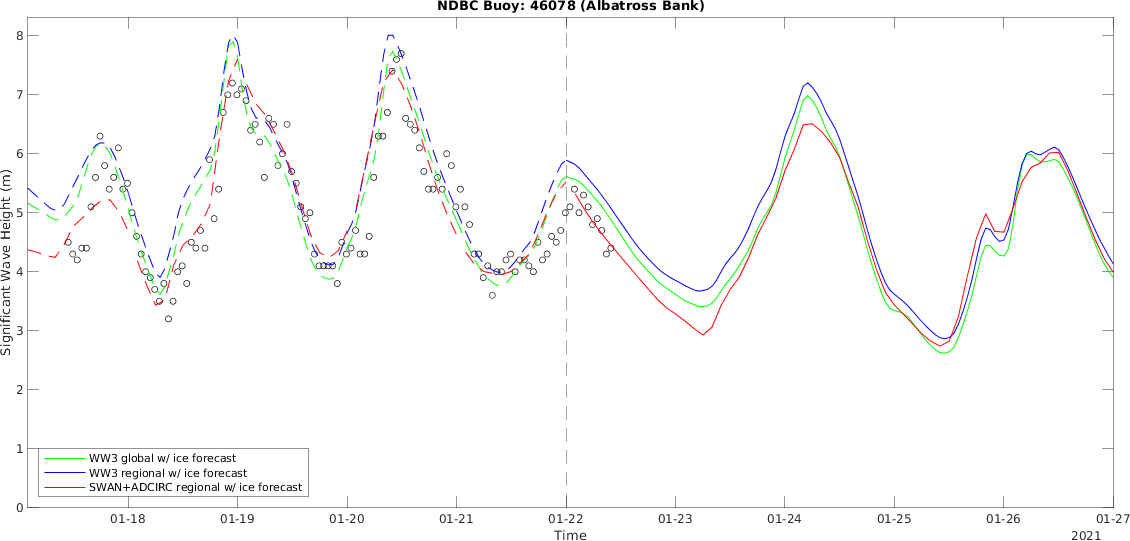 NDBC Buoy: 46078 (Albatross Bank)
Significant Wave Height (m)
8
7
6
5
4
3
2
1
0
WW3 global w/ ice forecast
WW3 regional w/ ice forecast
SWAN+ADCIRC regional w/ ice forecast
01-18 01-19 01-20 01-21 01-22 01-23 01-24 01-25 01-26 01-27
Time
2021